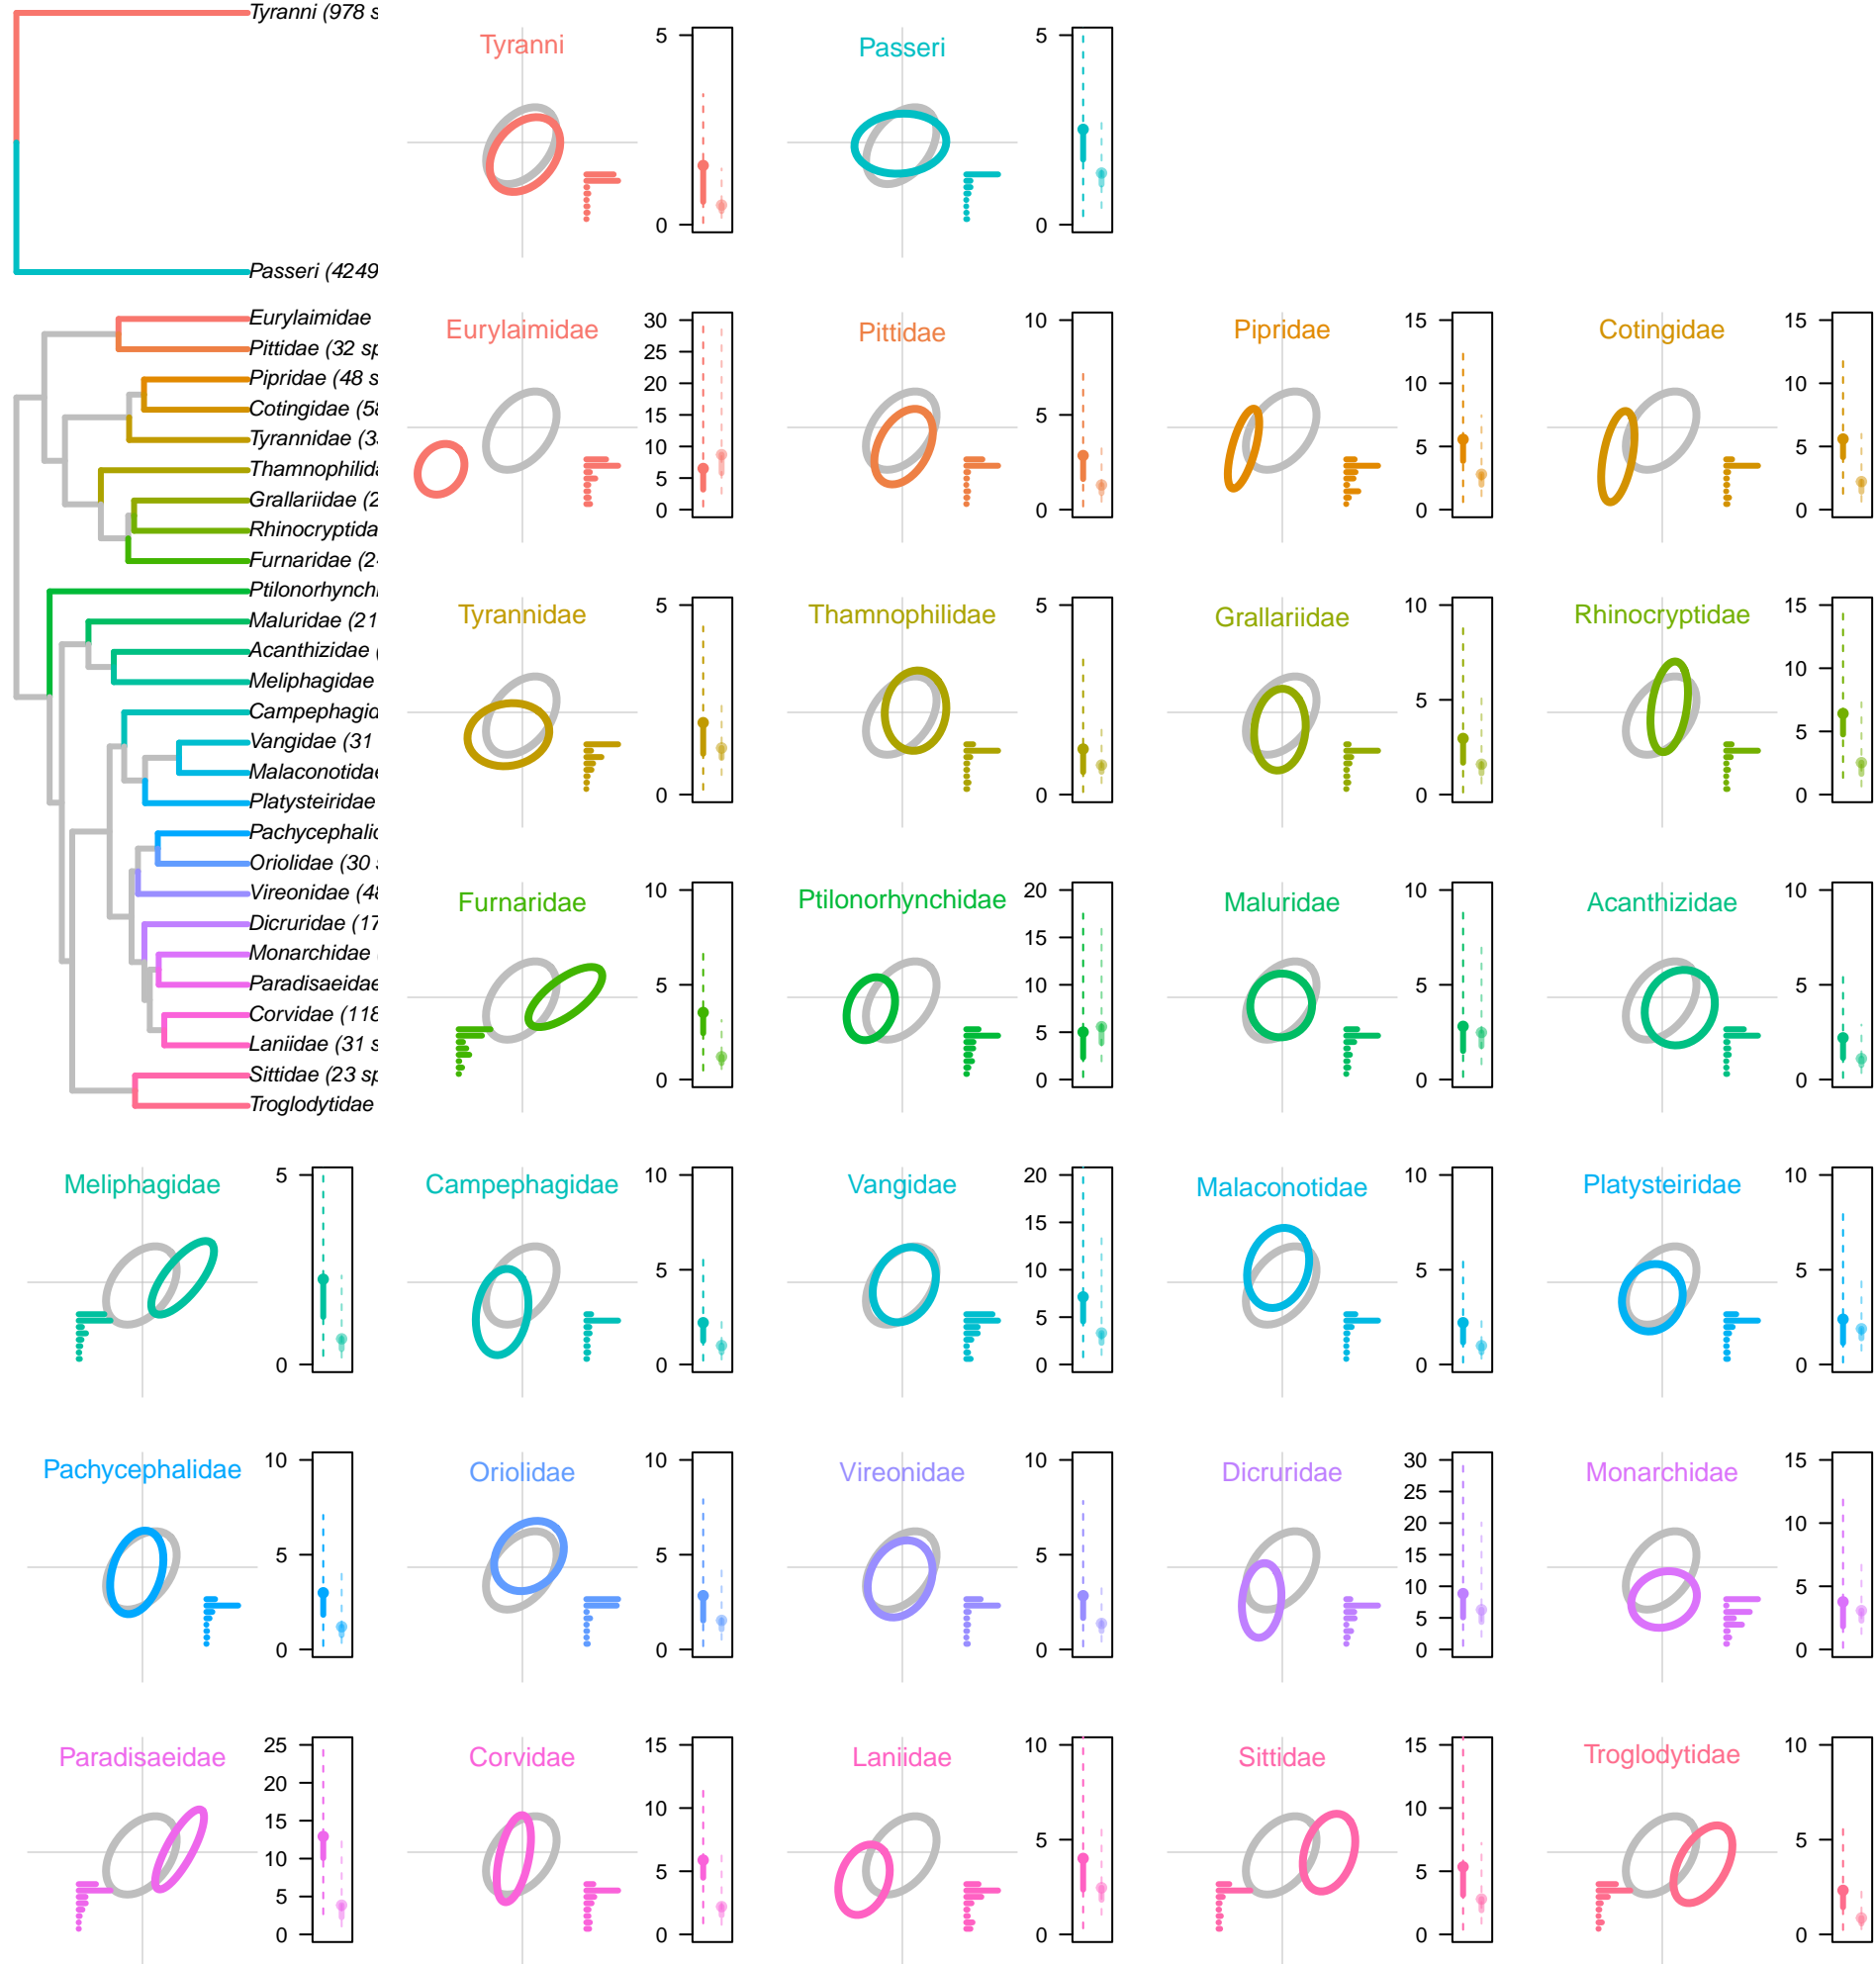 Tyranni (978 s
Passeri (4249
Eurylaimidae
Pittidae (32 sp
Pipridae (48 s
Cotingidae (58
Tyrannidae (3
Thamnophilida
Grallariidae (2
Rhinocryptida
Furnaridae (2
Ptilonorhynch
Maluridae (21
Acanthizidae (
Meliphagidae
Campephagid
Vangidae (31
Malaconotidae
Platysteiridae
Pachycephalid
Oriolidae (30
Vireonidae (48
Dicruridae (17
Monarchidae
Paradisaeidae
Corvidae (118
Laniidae (31 s
Sittidae (23 sp
Troglodytidae
Tyranni 5 0
Passeri 5 0
Eurylaimidae 30 25 20 15 10 5 0
Pittidae 10 5 0
Pipridae 15 10 5 0
Cotingidae 15 10 5 0
Tyrannidae 5 0
Thamnophilidae 5 0
Grallariidae 10 5 0
Rhinocryptidae 15 10 5 0
Furnaridae 10 5 0
Ptilonorhynchidae 20 15 10 5 0
Maluridae 10 5 0
Acanthizidae 10 5 0
Meliphagidae 5 0
Campephagidae 10 5 0
Vangidae 20 15 10 5 0
Malaconotidae 10 5 0
Platysteiridae 10 5 0
Pachycephalidae 10 5 0
Oriolidae 10 5 0
Vireonidae 10 5 0
Dicruridae 30 25 20 15 10 5 0
Monarchidae 15 10 5 0
Paradisaeidae 25 20 15 10 5 0
Corvidae 15 10 5 0
Laniidae 10 5 0
Sittidae 15 10 5 0
Troglodytidae 10 5 0